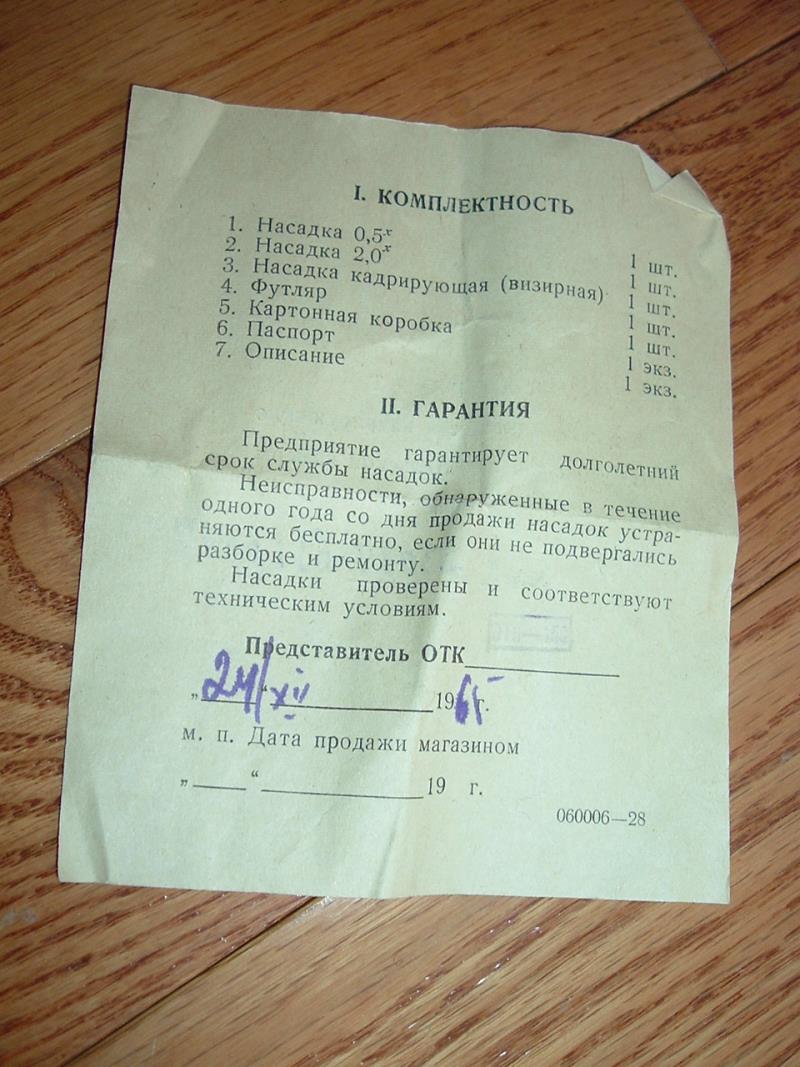 I. КОМПЛЕКТНОСТЬ
1. Насадка 0,5ˣ 1 шт.
2. Насадка 2,0ˣ 1 шт.
3. Насадка кадрирующая (визирная) 1 шт.
4. Футляр 1 шт.
5. Картонная коробка 1 шт.
6. Паспорт 1 экз.
7. Описание 1 экз.
II. ГАРАНТИЯ
Предприятие гарантирует долголетний
срок службы насадок.
Неисправности, обнаруженные в течение
одного года со дня продажи насадок устра-
няются бесплатно, если они не подвергались
разборке и ремонту.
Насадки проверены и соответствуют
техническим условиям.
Представитель ОТК
„24“ XII 1965 г.
м. п. Дата продажи магазином
„ “ 19 г.
060006—28